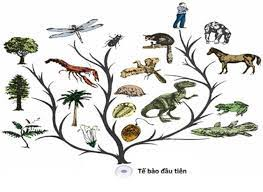 Tế bào đầu tiên